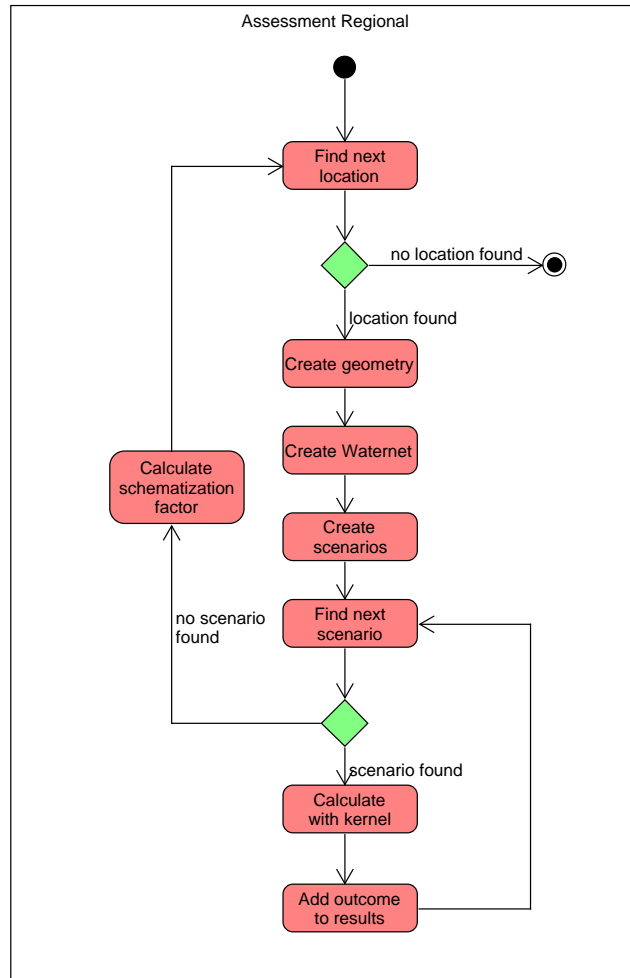 Assessment Regional
Find next
location
no location found
location found
Create geometry
Create Waternet
Calculate
schematization
factor
Create
scenarios
Find next
scenario
no scenario
found
scenario found
Calculate
with kernel
Add outcome
to results